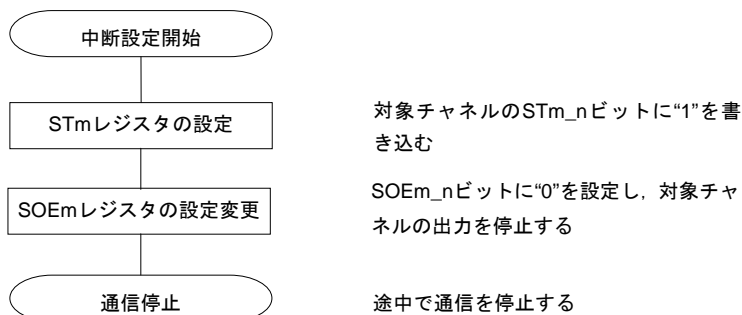 中断設定開始
STmレジスタの設定
対象チャネルのSTm_nビットに“1”を書
き込む
SOEmレジスタの設定変更
SOEm_nビットに“0”を設定し，対象チャ
ネルの出力を停止する
通信停止
途中で通信を停止する